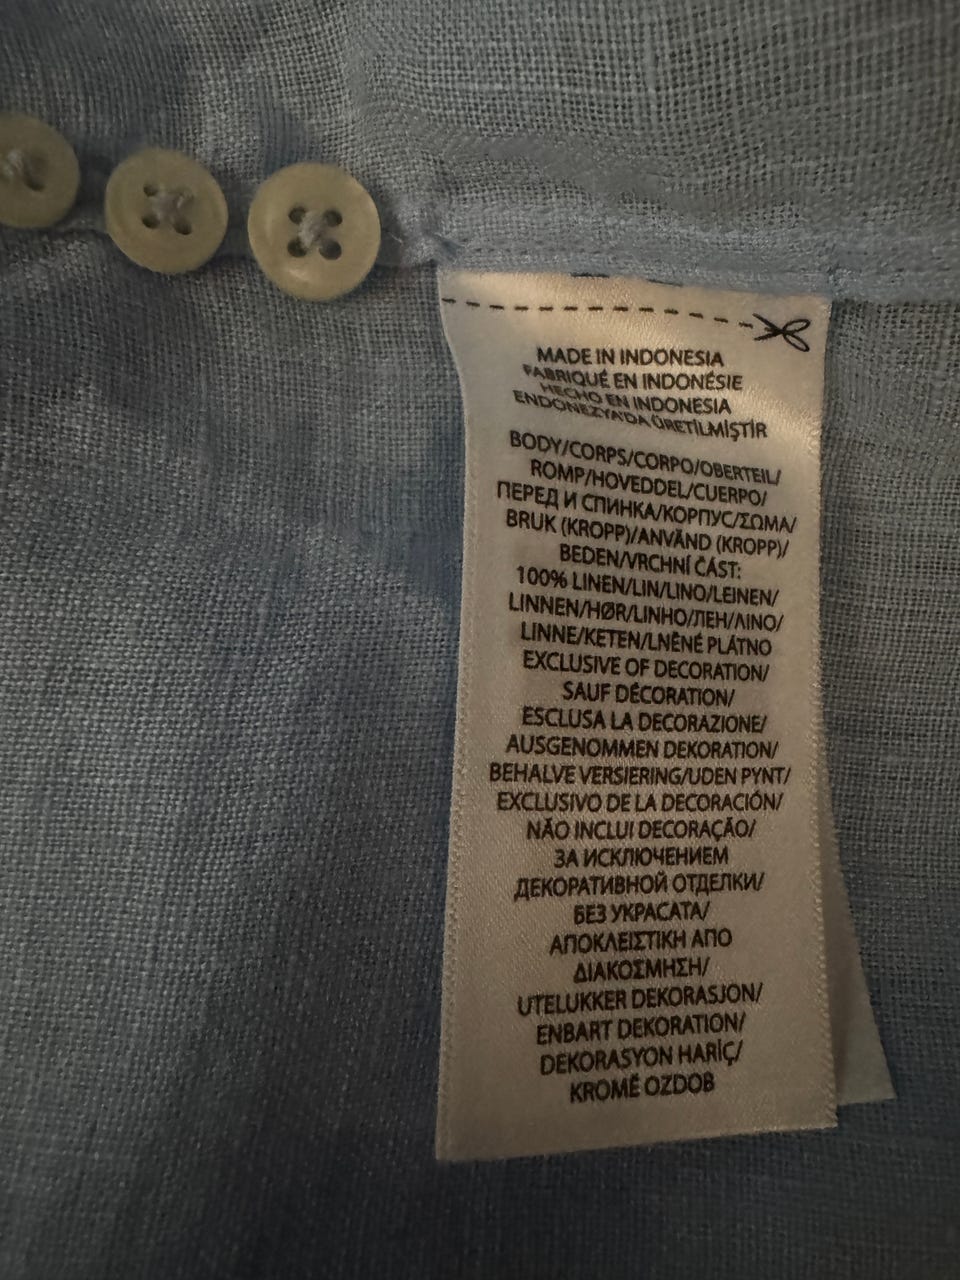 MADE IN INDONESIA
FABRIQUÉ EN INDONÉSIE
HECHO EN INDONESIA
ENDONEZYA'DA ÜRETİLMİŞTİR
BODY/CORPS/CORPO/OBERTEIL/
ROMP/HOVEDDEL/CUERPO/
ПЕРЕД И СПИНКА/КОРПУС/ΣΩΜΑ/
BRUK (KROPP)/ANVÄND (KROPP)/
BEDEN/VRCHNÍ ČÁST:
100% LINEN/LIN/LINO/LEINEN/
LINNEN/HØR/LINHO/ЛЕН/ΛΙΝΟ/
LINNE/KETEN/LNĚNÉ PLÁTNO
EXCLUSIVE OF DECORATION/
SAUF DÉCORATION/
ESCLUSA LA DECORAZIONE/
AUSGENOMMEN DEKORATION/
BEHALVE VERSIERING/UDEN PYNT/
EXCLUSIVO DE LA DECORACIÓN/
NÃO INCLUI DECORAÇÃO/
ЗА ИСКЛЮЧЕНИЕМ
ДЕКОРАТИВНОЙ ОТДЕЛКИ/
БЕЗ УКРАСАТА/
ΑΠΟΚΛΕΙΣΤΙΚΗ ΑΠΟ
ΔΙΑΚΟΣΜΗΣΗ/
UTELUKKER DEKORASJON/
ENBART DEKORATION/
DEKORASYON HARİÇ/
KROMĚ OZDOB